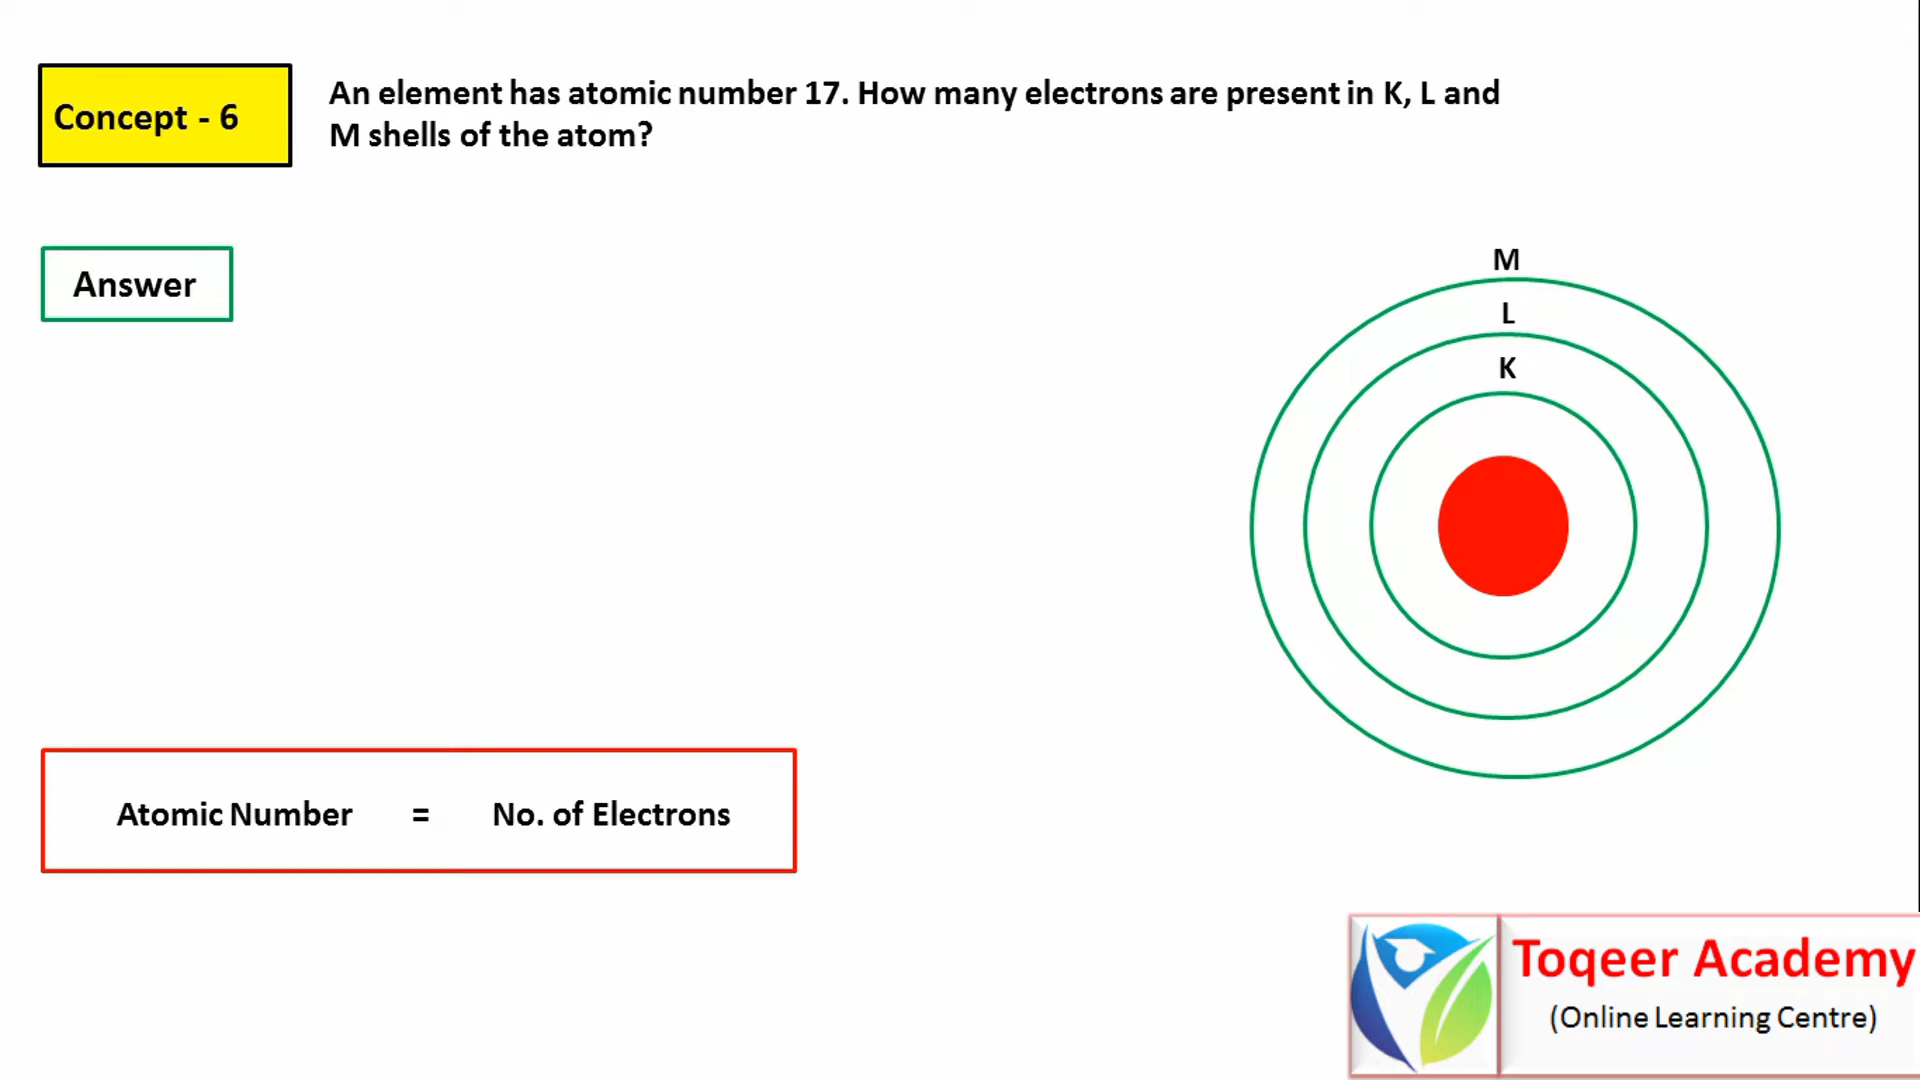 Concept - 6
An element has atomic number 17. How many electrons are present in K, L and
M shells of the atom?
Answer
M
L
K
Atomic Number = No. of Electrons
Toqeer Academy
(Online Learning Centre)